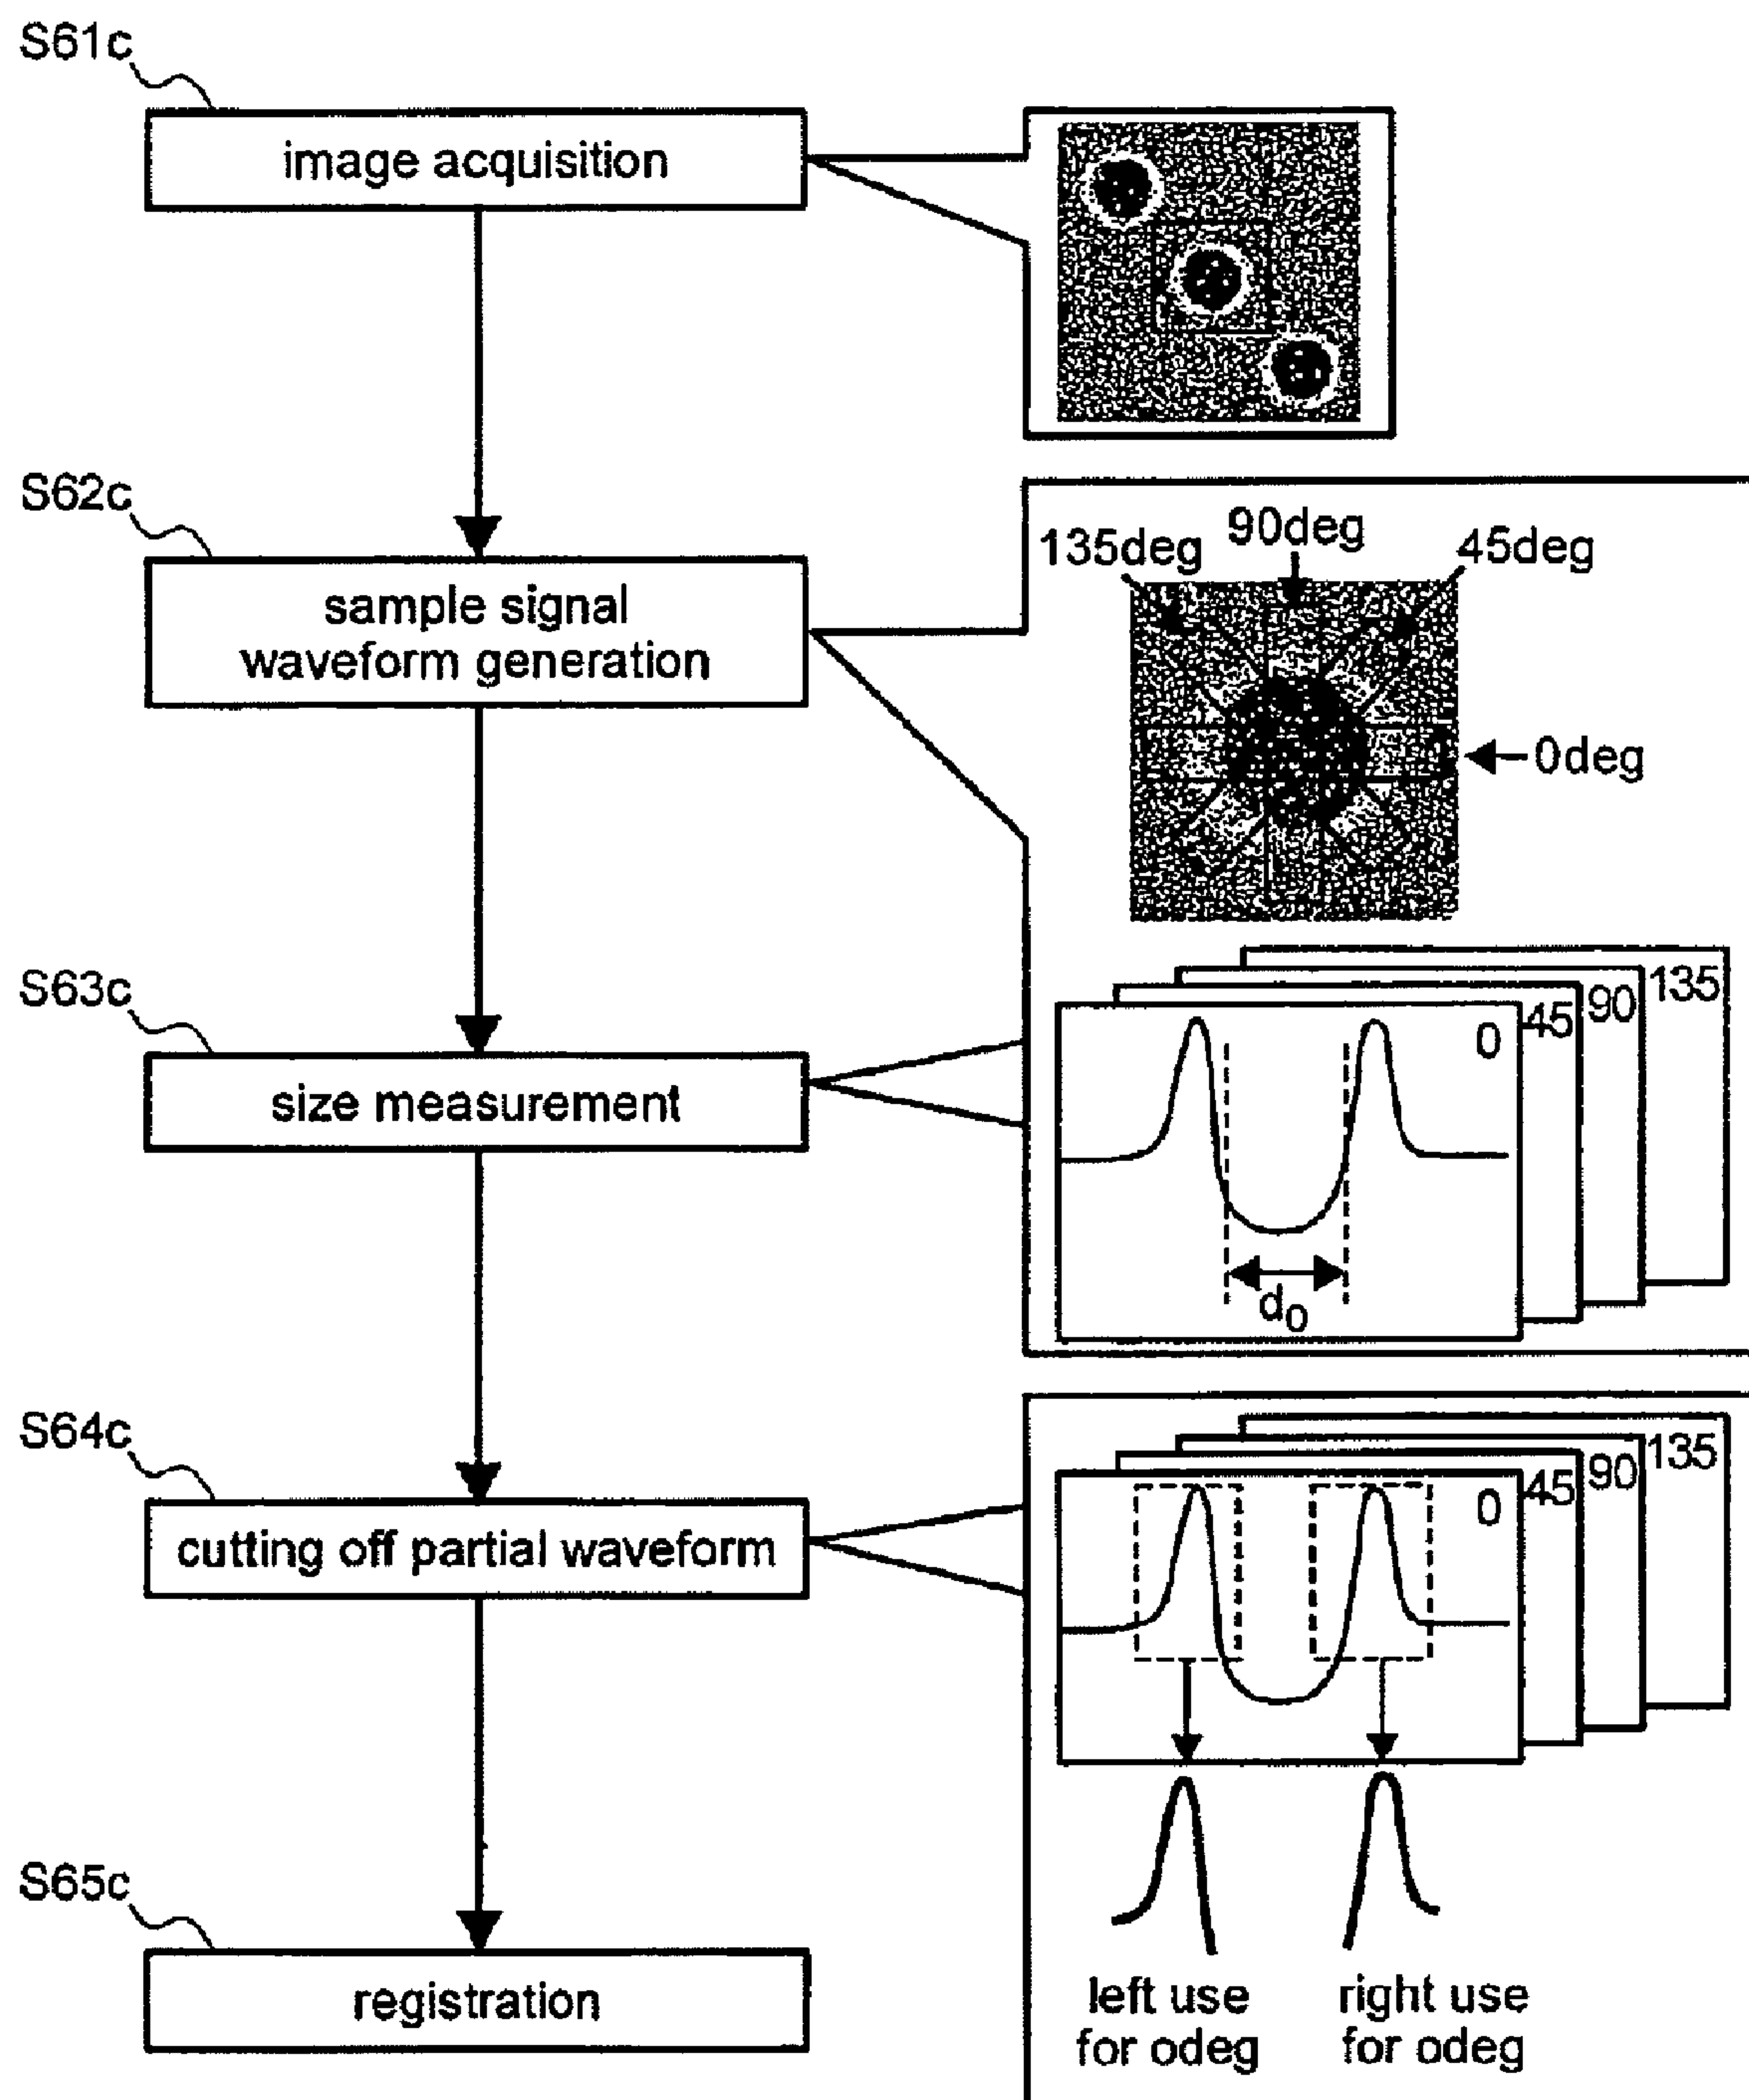 S61c
image acquisition
S62c
sample signal
waveform generation
135deg
90deg
45deg
0deg
S63c
size measurement
0
45
90
135
d0
S64c
cutting off partial waveform
0
45
90
135
S65c
registration
left use
for odeg
right use
for odeg